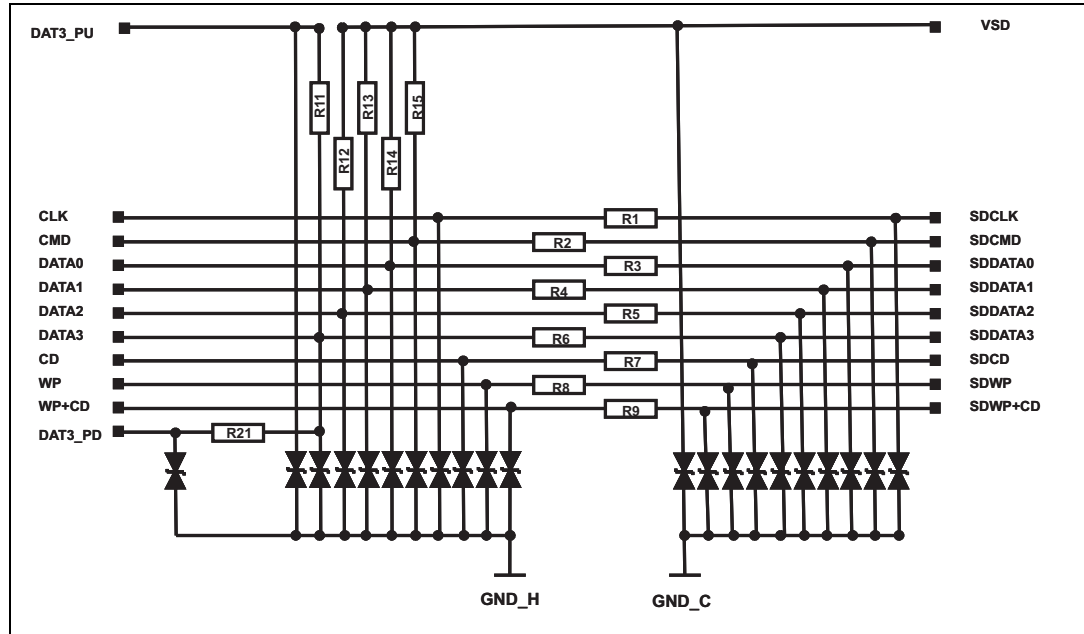 DAT3_PU
VSD
R11
R13
R15
R12
R14
CLK
R1
SDCLK
CMD
R2
SDCMD
DATA0
R3
SDDATA0
DATA1
R4
SDDATA1
DATA2
R5
SDDATA2
DATA3
R6
SDDATA3
CD
R7
SDCD
WP
R8
SDWP
WP+CD
R9
SDWP+CD
DAT3_PD
R21
GND_H
GND_C